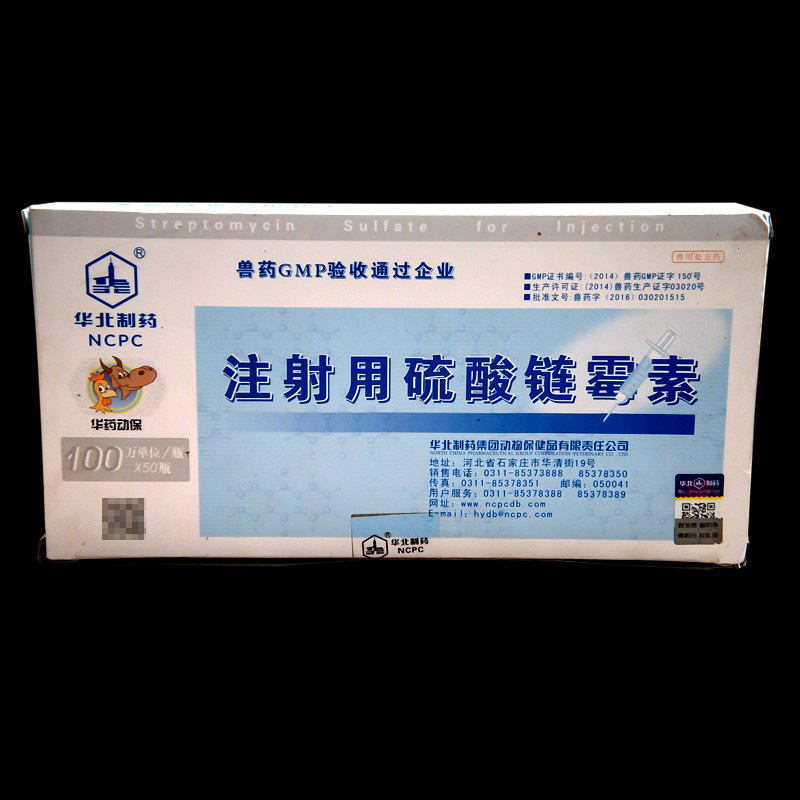 Streptomycin Sulfate for Injection
兽用处方药
华北制药
NCPC
华药动保
100万单位/瓶
X50瓶
兽药GMP验收通过企业
■GMP证书编号:(2014) 兽药GMP证字150号
■生产许可证:(2014)兽药生产证字03020号
■批准文号:兽药字 (2016) 030201515
注射用硫酸链霉素
华北制药集团动物保健品有限责任公司
NORTH CHINA PHARMACEUTICAL GROUP CORPORATION VETERINARY CO., LTD
地址: 河北省石家庄市华清街19号
销售电话: 0311-85373888 85378350
传真: 0311-85378351 邮编: 050041
用户服务: 0311-85378388 85378389
网址: www.ncpcdb.com
E-mail: hydb@ncpc.com
华北制药
华北制药
NCPC